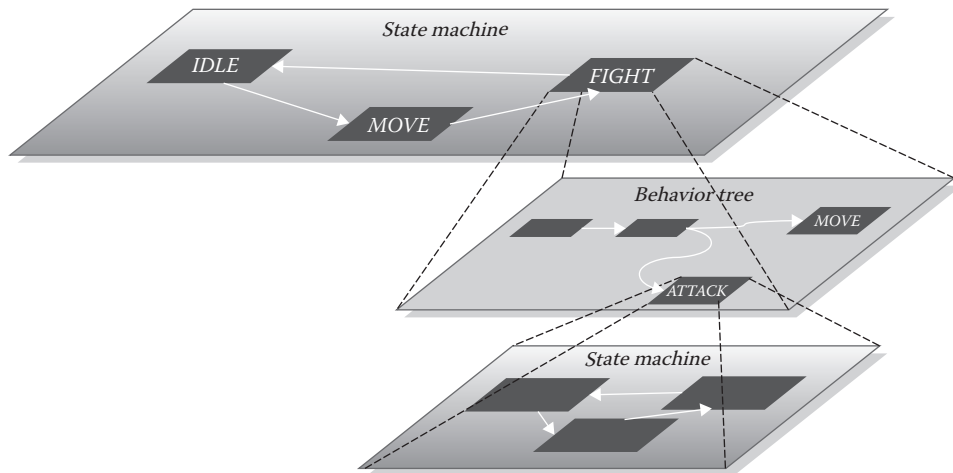 State machine
IDLE
FIGHT
MOVE
Behavior tree
MOVE
ATTACK
State machine